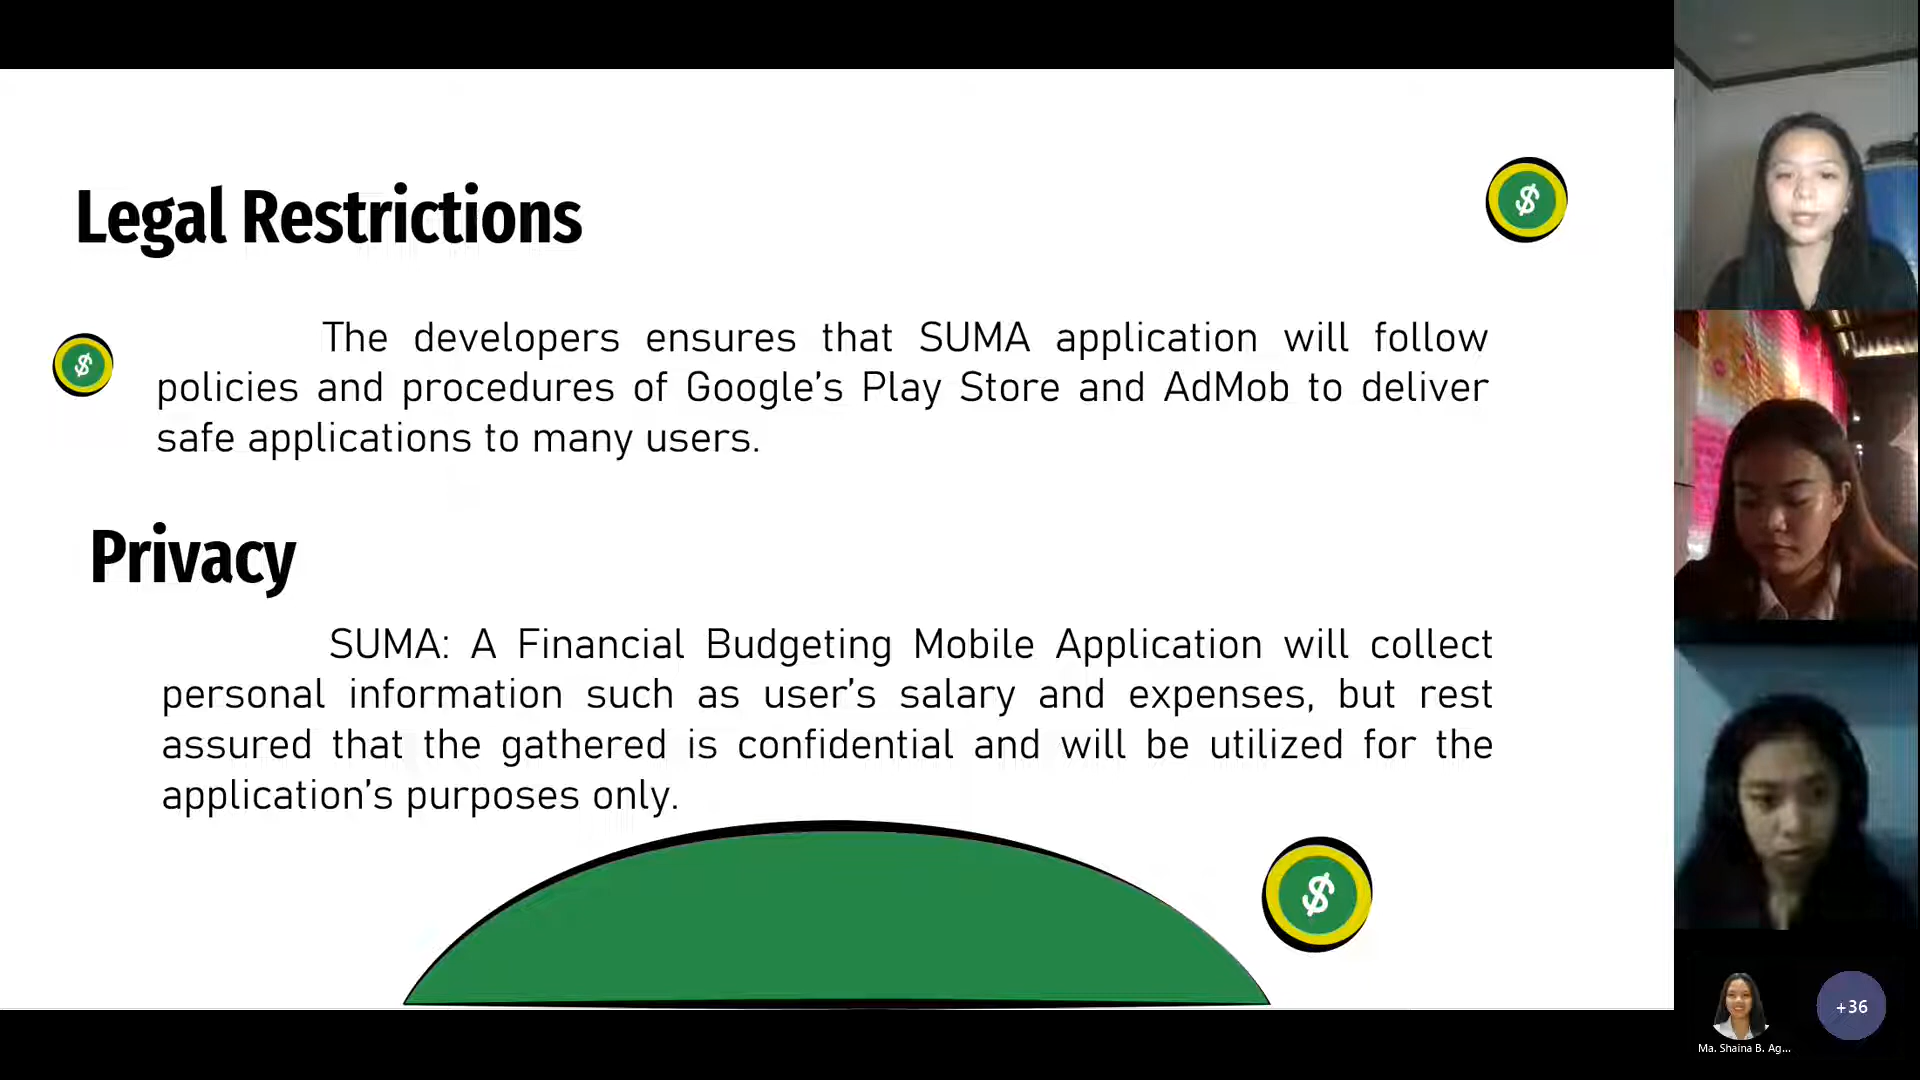 Legal Restrictions
$
$
The developers ensures that SUMA application will follow
policies and procedures of Google’s Play Store and AdMob to deliver
safe applications to many users.
Privacy
SUMA: A Financial Budgeting Mobile Application will collect
personal information such as user’s salary and expenses, but rest
assured that the gathered is confidential and will be utilized for the
application’s purposes only.
$
+36
Ma. Shaina B. Ag...